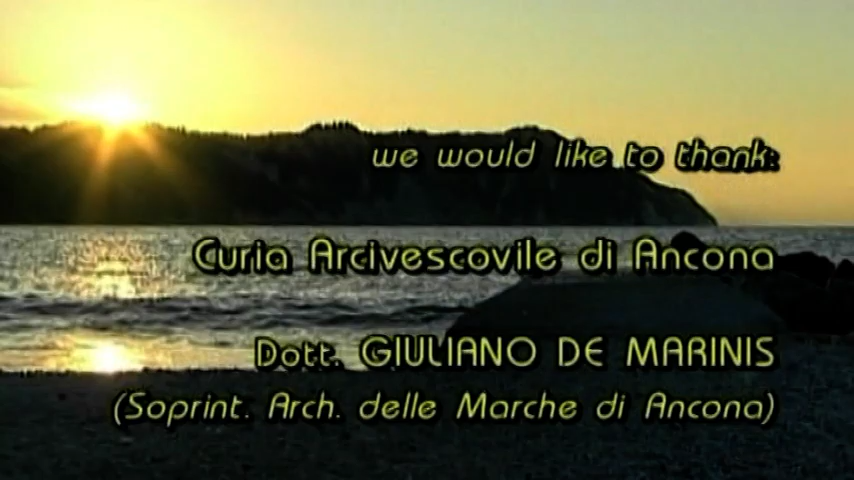 we would like to thank:
Curia Arcivescovile di Ancona
Dott. GIULIANO DE MARINIS
(Soprint. Arch. delle Marche di Ancona)